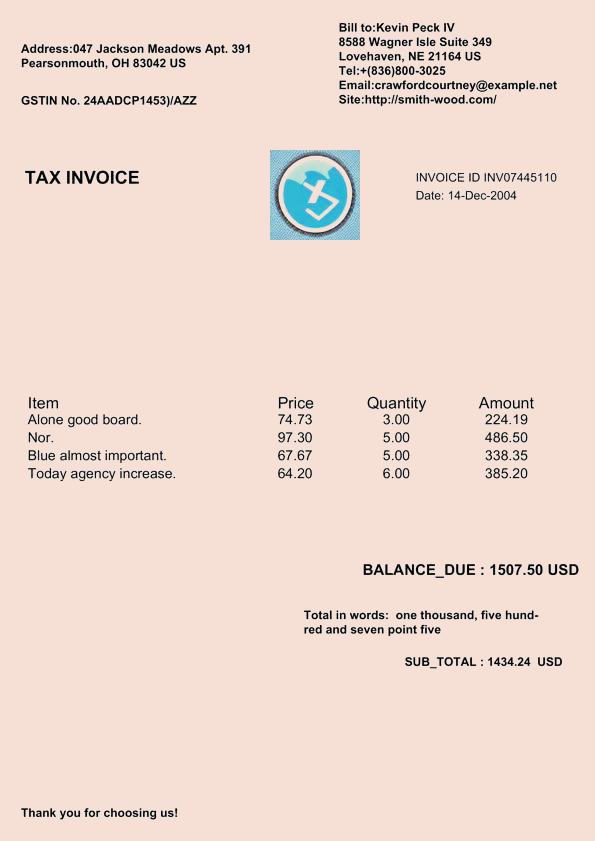 Address:047 Jackson Meadows Apt. 391
Pearsonmouth, OH 83042 US
GSTIN No. 24AADCP1453)/AZZ
Bill to:Kevin Peck IV
8588 Wagner Isle Suite 349
Lovehaven, NE 21164 US
Tel:+(836)800-3025
Email:crawfordcourtney@example.net
Site:http://smith-wood.com/
TAX INVOICE
INVOICE ID INV07445110
Date: 14-Dec-2004
Item Price Quantity Amount
Alone good board. 74.73 3.00 224.19
Nor. 97.30 5.00 486.50
Blue almost important. 67.67 5.00 338.35
Today agency increase. 64.20 6.00 385.20
BALANCE_DUE : 1507.50 USD
Total in words:  one thousand, five hund-
red and seven point five
SUB_TOTAL : 1434.24  USD
Thank you for choosing us!